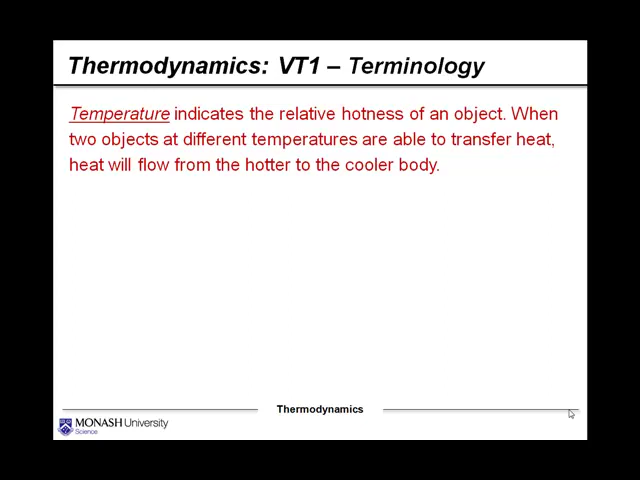 Thermodynamics: VT1 – Terminology
Temperature indicates the relative hotness of an object. When
two objects at different temperatures are able to transfer heat,
heat will flow from the hotter to the cooler body.
Thermodynamics
MONASH University
Science